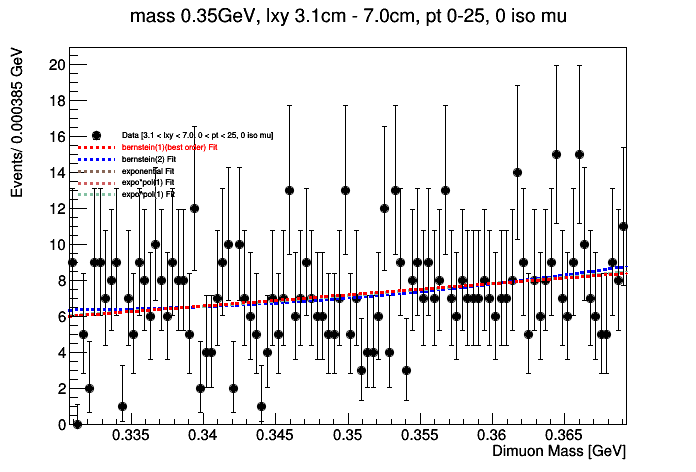 mass 0.35GeV, lxy 3.1cm - 7.0cm, pt 0-25, 0 iso mu
Events/ 0.000385 GeV
20
18
16
14
12
10
8
6
4
2
0
Data [3.1 < lxy < 7.0, 0 < pt < 25, 0 iso mu]
bernstein(1)(best order) Fit
bernstein(2) Fit
exponential Fit
expo*pol(1) Fit
expo*pol(1) Fit
0.335 0.34 0.345 0.35 0.355 0.36 0.365
Dimuon Mass [GeV]